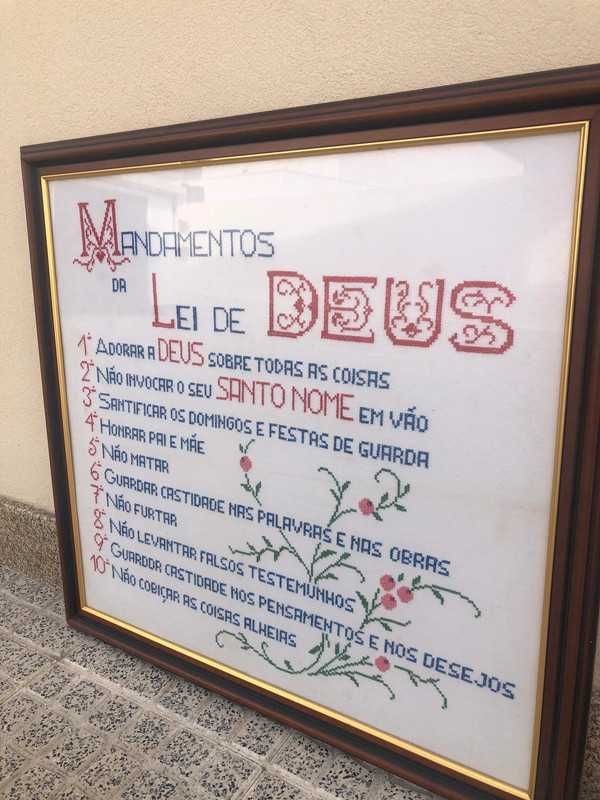 MANDAMENTOS
DA
LEI DE DEUS
1º ADORAR A DEUS SOBRE TODAS AS COISAS
2º NÃO INVOCAR O SEU SANTO NOME EM VÃO
3º SANTIFICAR OS DOMINGOS E FESTAS DE GUARDA
4º HONRAR PAI E MÃE
5º NÃO MATAR
6º GUARDAR CASTIDADE NAS PALAVRAS E NAS OBRAS
7º NÃO FURTAR
8º NÃO LEVANTAR FALSOS TESTEMUNHOS
9º GUARDOR CASTIDADE NOS PENSAMENTOS E NOS DESEJOS
10º NÃO COBIÇAR AS COISAS ALHEIAS